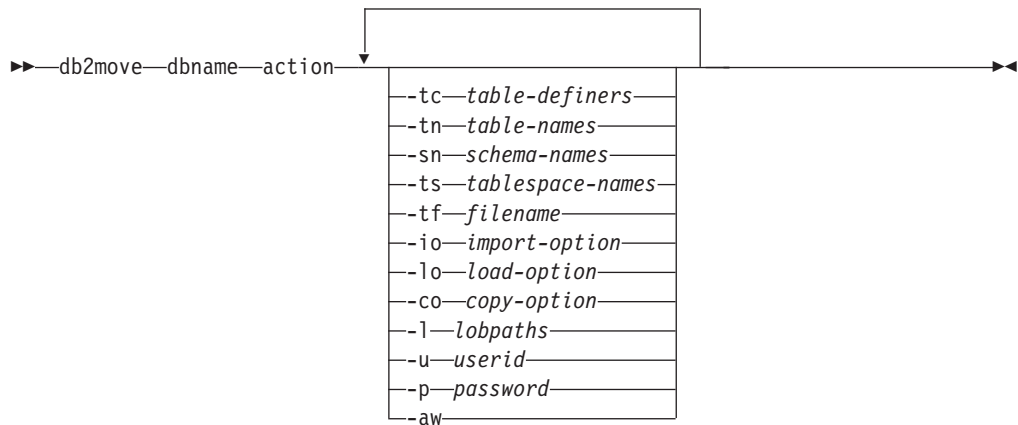 db2move dbname action
-tc table-definers
-tn table-names
-sn schema-names
-ts tablespace-names
-tf filename
-io import-option
-lo load-option
-co copy-option
-l lobpaths
-u userid
-p password
-aw